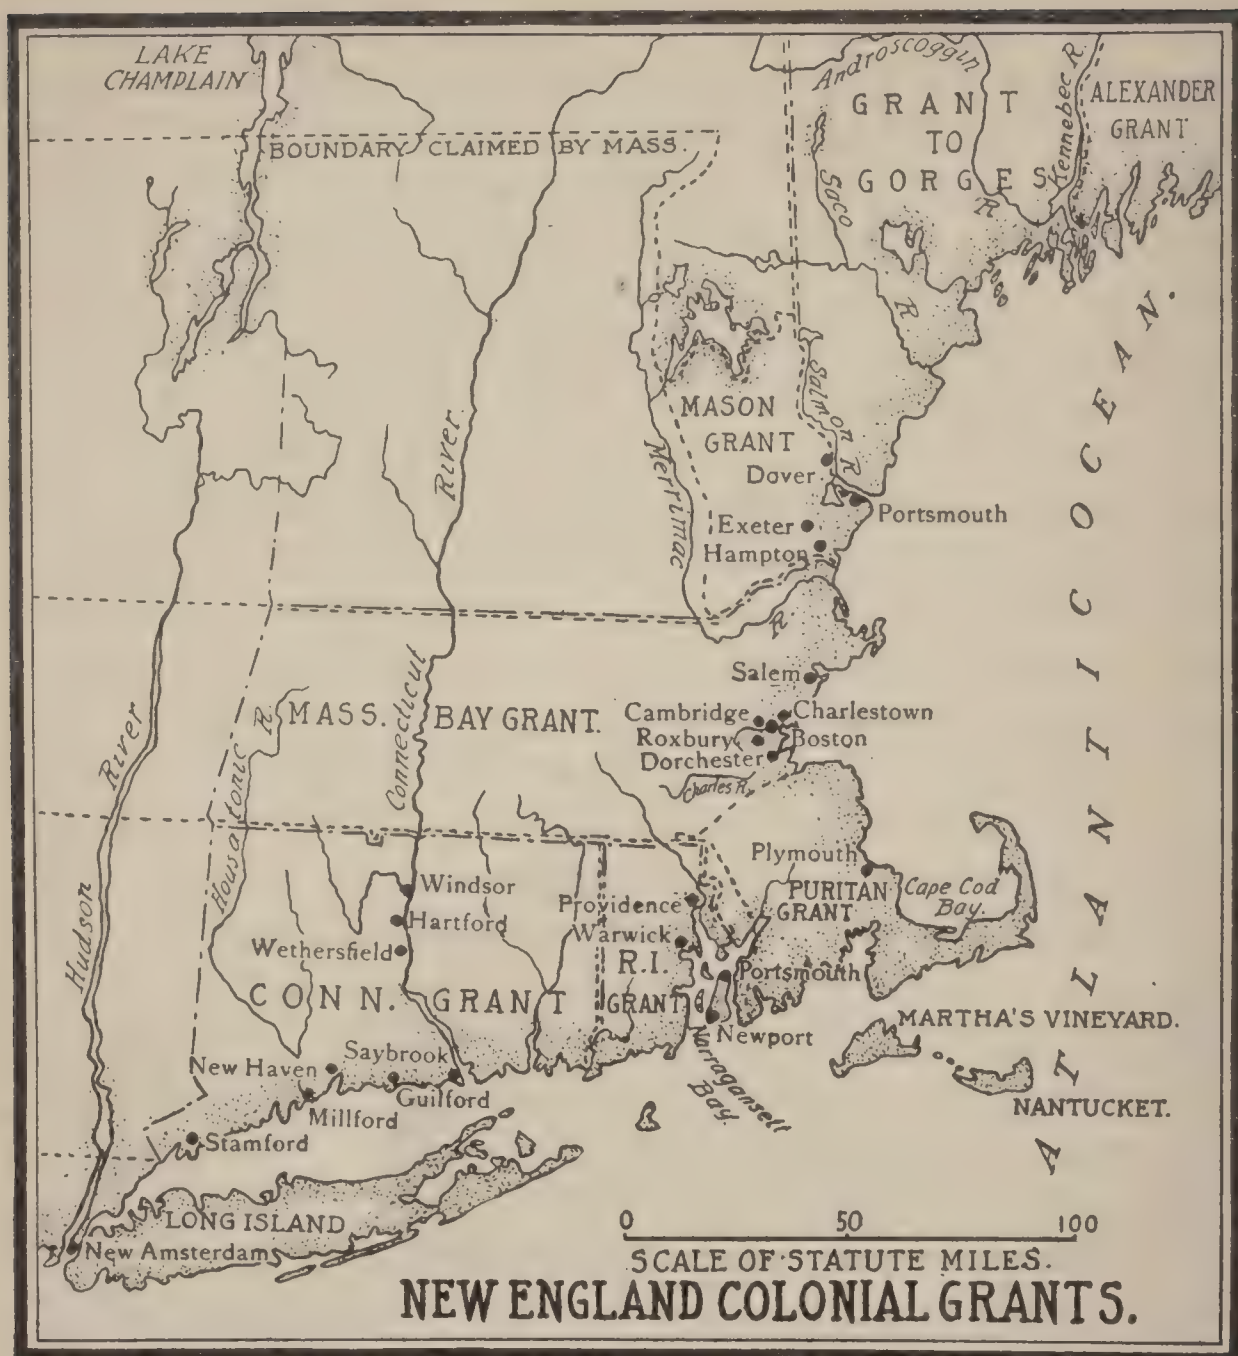 LAKE
CHAMPLAIN
Androscoggin
R
Kennebec R.
ALEXANDER
GRANT
GRANT
TO
GORGES
BOUNDARY CLAIMED BY MASS.
Saco
R
MASON
GRANT
Salmon
R
Merrimac
R
River
Dover
Portsmouth
Exeter
Hampton
ATLANTIC OCEAN.
Salem
Connecticut
MASS. BAY GRANT.
Cambridge
Charlestown
Roxbury
Boston
Dorchester
Charles R.
Housatonic R.
Hudson River
Plymouth
PURITAN
GRANT
Cape Cod
Bay.
Windsor
Hartford
Wethersfield
Providence
Warwick
R.I.
GRANT
Portsmouth
CONN. GRANT
Newport
Narragansett
Bay.
MARTHA'S VINEYARD.
NANTUCKET.
New Haven
Saybrook
Guilford
Millford
Stamford
LONG ISLAND
New Amsterdam
0 50 100
SCALE OF STATUTE MILES.
NEW ENGLAND COLONIAL GRANTS.